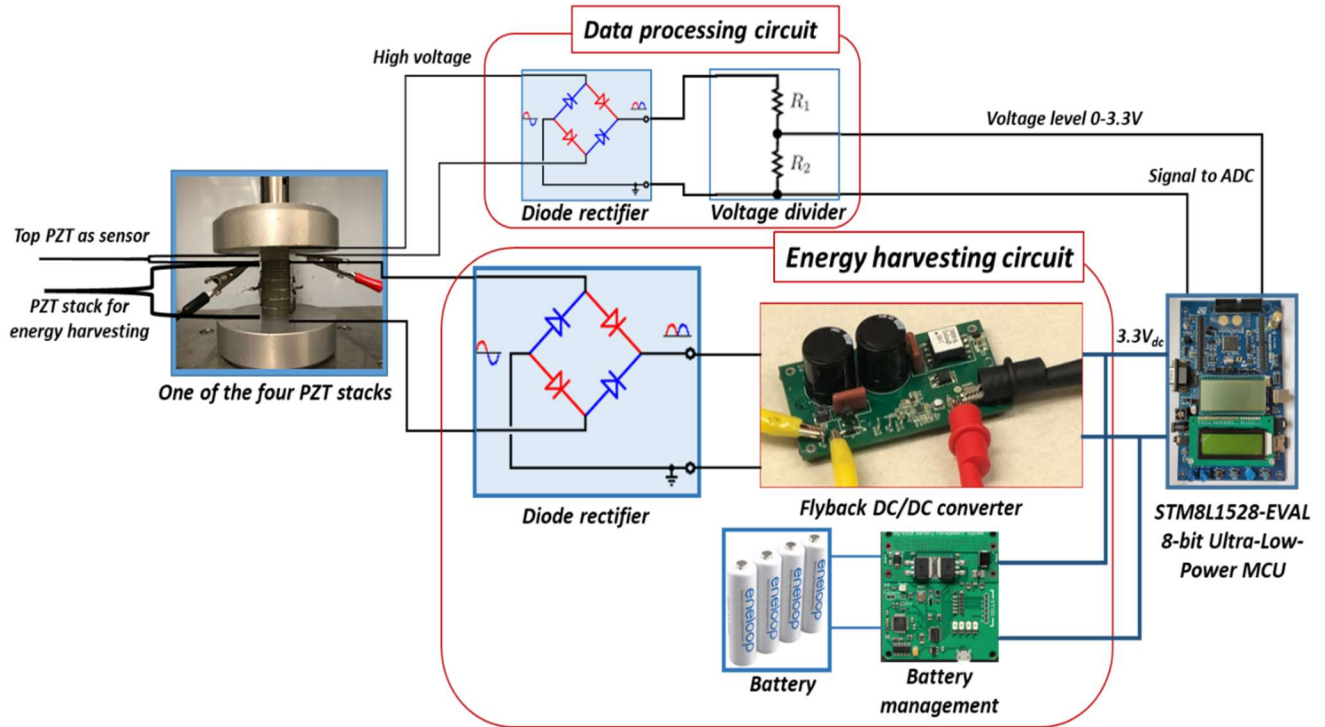 Data processing circuit
High voltage
R₁
R₂
Voltage level 0-3.3V
Signal to ADC
Diode rectifier
Voltage divider
Top PZT as sensor
PZT stack for
energy harvesting
One of the four PZT stacks
Energy harvesting circuit
3.3Vdc
Diode rectifier
Flyback DC/DC converter
STM8L1528-EVAL
8-bit Ultra-Low-
Power MCU
eneloop
eneloop
eneloop
eneloop
Battery
Battery
management